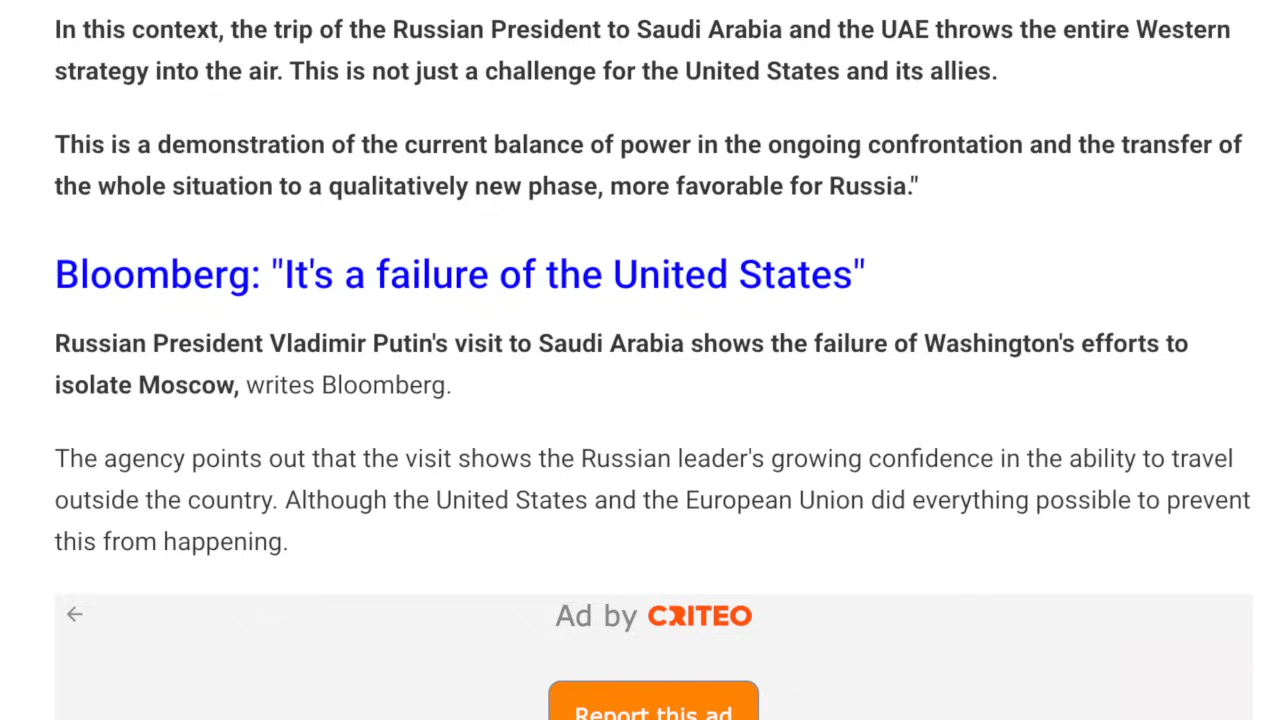 In this context, the trip of the Russian President to Saudi Arabia and the UAE throws the entire Western
strategy into the air. This is not just a challenge for the United States and its allies.
This is a demonstration of the current balance of power in the ongoing confrontation and the transfer of
the whole situation to a qualitatively new phase, more favorable for Russia."
Bloomberg: "It's a failure of the United States"
Russian President Vladimir Putin's visit to Saudi Arabia shows the failure of Washington's efforts to
isolate Moscow, writes Bloomberg.
The agency points out that the visit shows the Russian leader's growing confidence in the ability to travel
outside the country. Although the United States and the European Union did everything possible to prevent
this from happening.
Ad by CRITEO
Report this ad